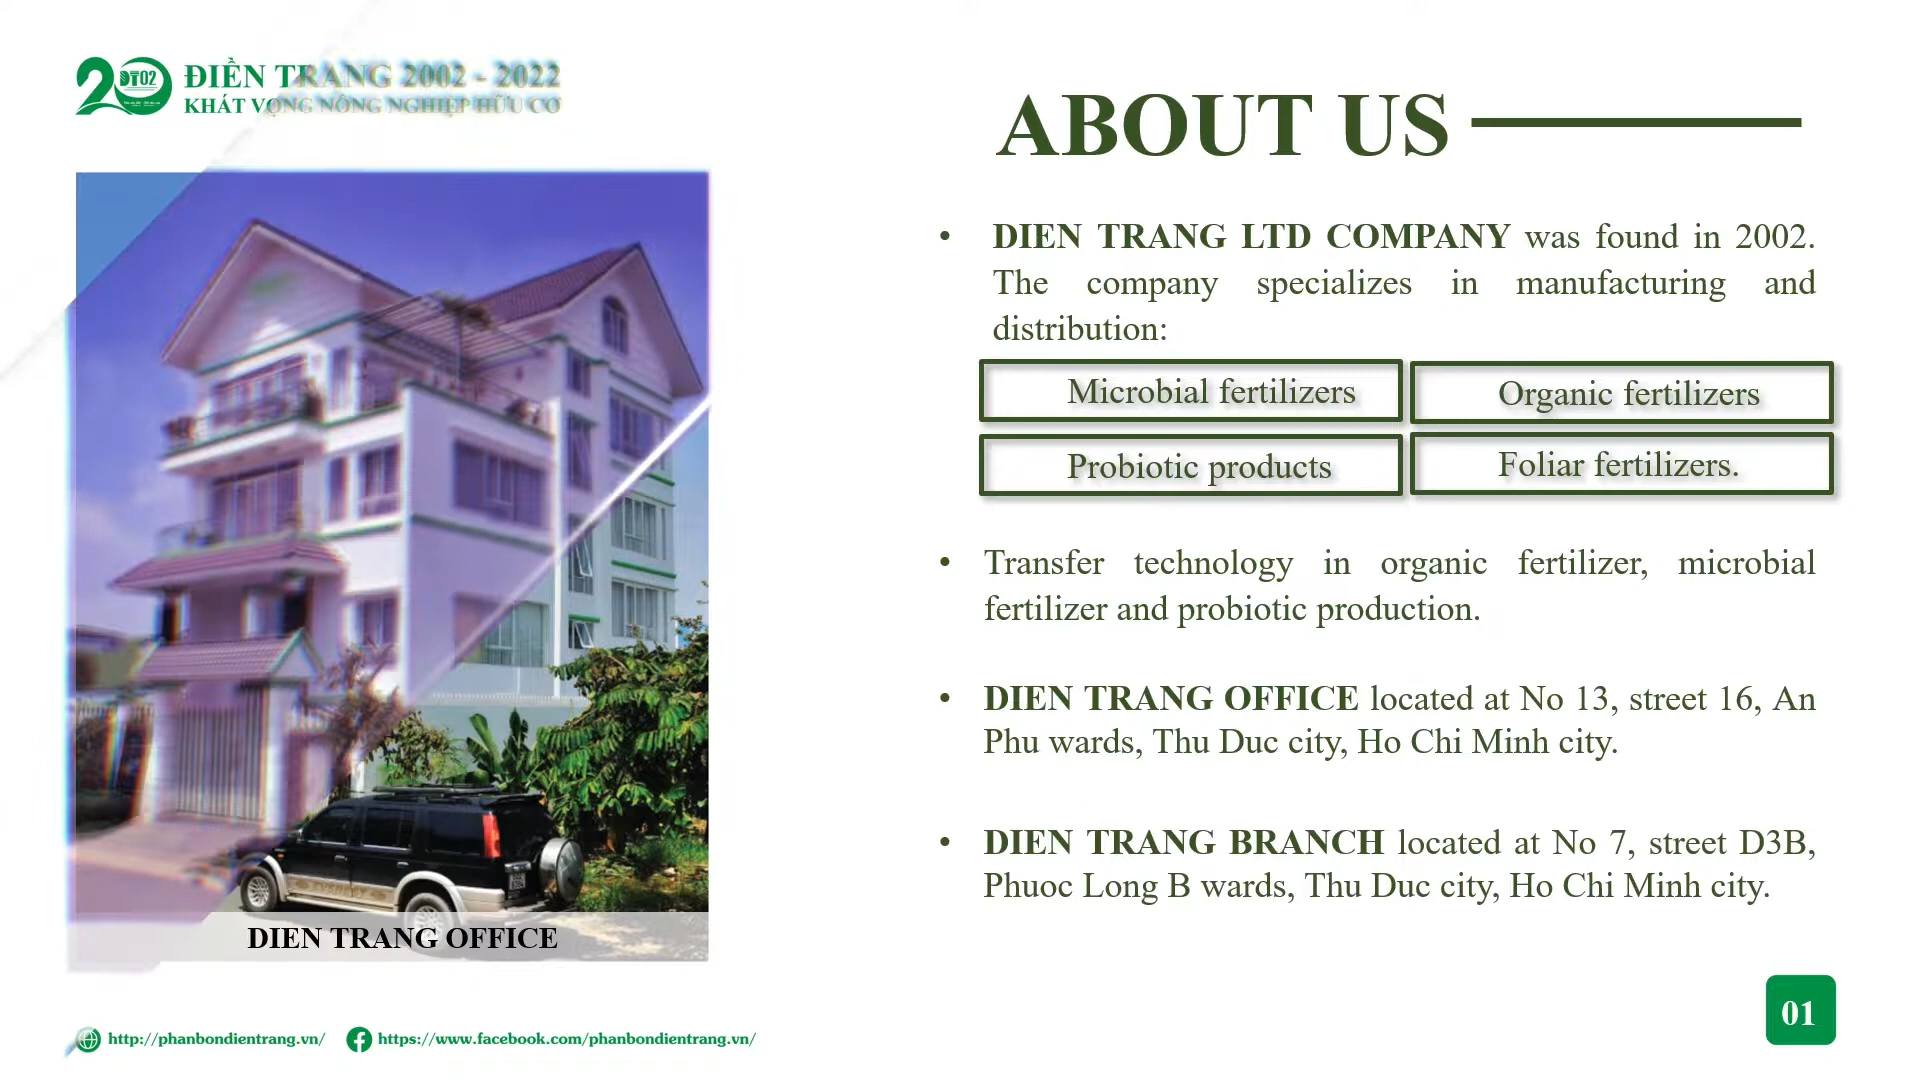 DT02
ĐIỀN TRANG 2002 - 2022
KHÁT VỌNG NÔNG NGHIỆP HỮU CƠ
ABOUT US
• DIEN TRANG LTD COMPANY was found in 2002.
The company specializes in manufacturing and
distribution:
Microbial fertilizers
Organic fertilizers
Probiotic products
Foliar fertilizers.
• Transfer technology in organic fertilizer, microbial
fertilizer and probiotic production.
• DIEN TRANG OFFICE located at No 13, street 16, An
Phu wards, Thu Duc city, Ho Chi Minh city.
• DIEN TRANG BRANCH located at No 7, street D3B,
Phuoc Long B wards, Thu Duc city, Ho Chi Minh city.
EVEREST
DIEN TRANG OFFICE
http://phanbondientrang.vn/
https://www.facebook.com/phanbondientrang.vn/
01